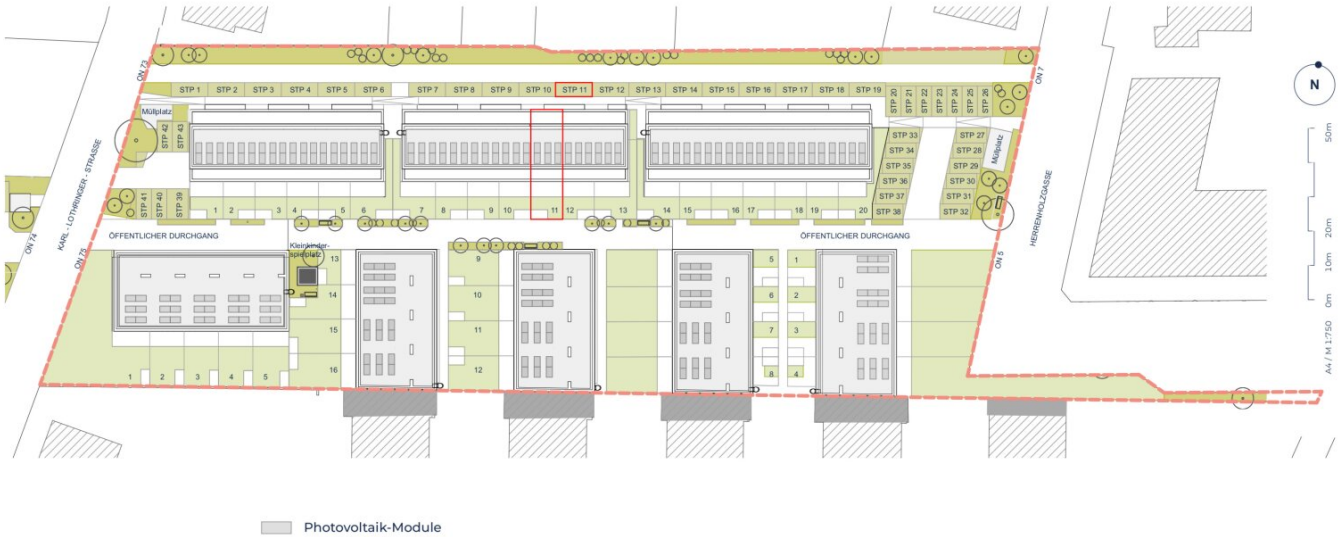 ON 73
ON 7
STP 1 STP 2 STP 3 STP 4 STP 5 STP 6 STP 7 STP 8 STP 9 STP 10 STP 11 STP 12 STP 13 STP 14 STP 15 STP 16 STP 17 STP 18 STP 19 STP 20 STP 21 STP 22 STP 23 STP 24 STP 25 STP 26
N
Müllplatz
STP 42 STP 43
STP 33 STP 27
STP 34 STP 28
STP 35 STP 29
STP 36 STP 30
STP 37 STP 31
STP 38 STP 32
Müllplatz
KARL - LOTHRINGER - STRASSE
HERRENHOLZGASSE
STP 41 STP 40 STP 39
1 2 3 4 5 6 7 8 9 10 11 12 13 14 15 16 17 18 19 20
ON 74
ON 75
ON 5
ÖFFENTLICHER DURCHGANG
ÖFFENTLICHER DURCHGANG
Kleinkinder-
spielplatz
13 9 5 1
14 10 6 2
15 11 7 3
16 12 8 4
1 2 3 4 5
50m
20m
10m
0m
A4 / M 1:750
Photovoltaik-Module